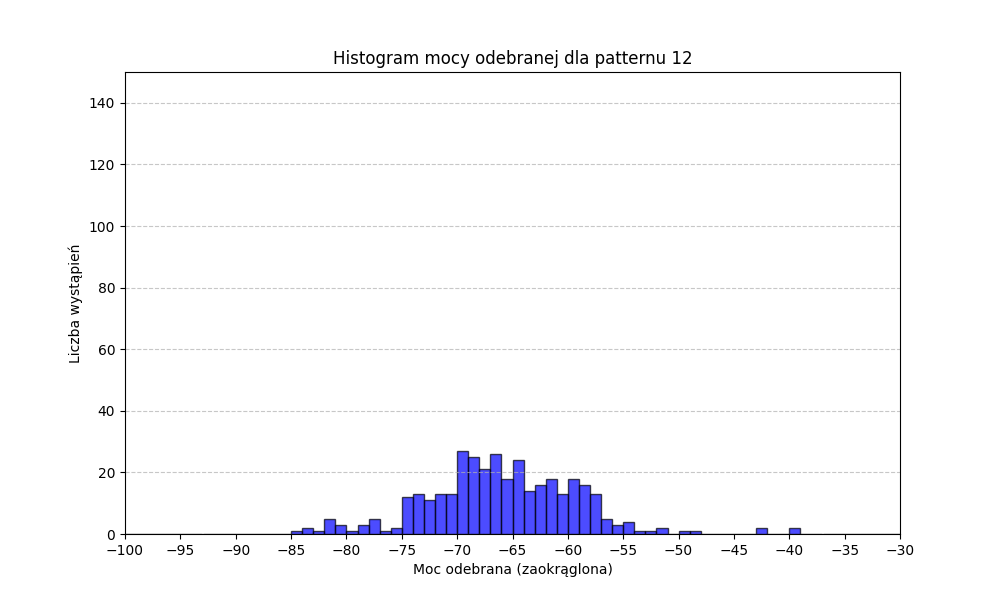 Histogram mocy odebranej dla patternu 12
140
120
100
80
60
40
20
0
Liczba wystąpień
−100 −95 −90 −85 −80 −75 −70 −65 −60 −55 −50 −45 −40 −35 −30
Moc odebrana (zaokrąglona)